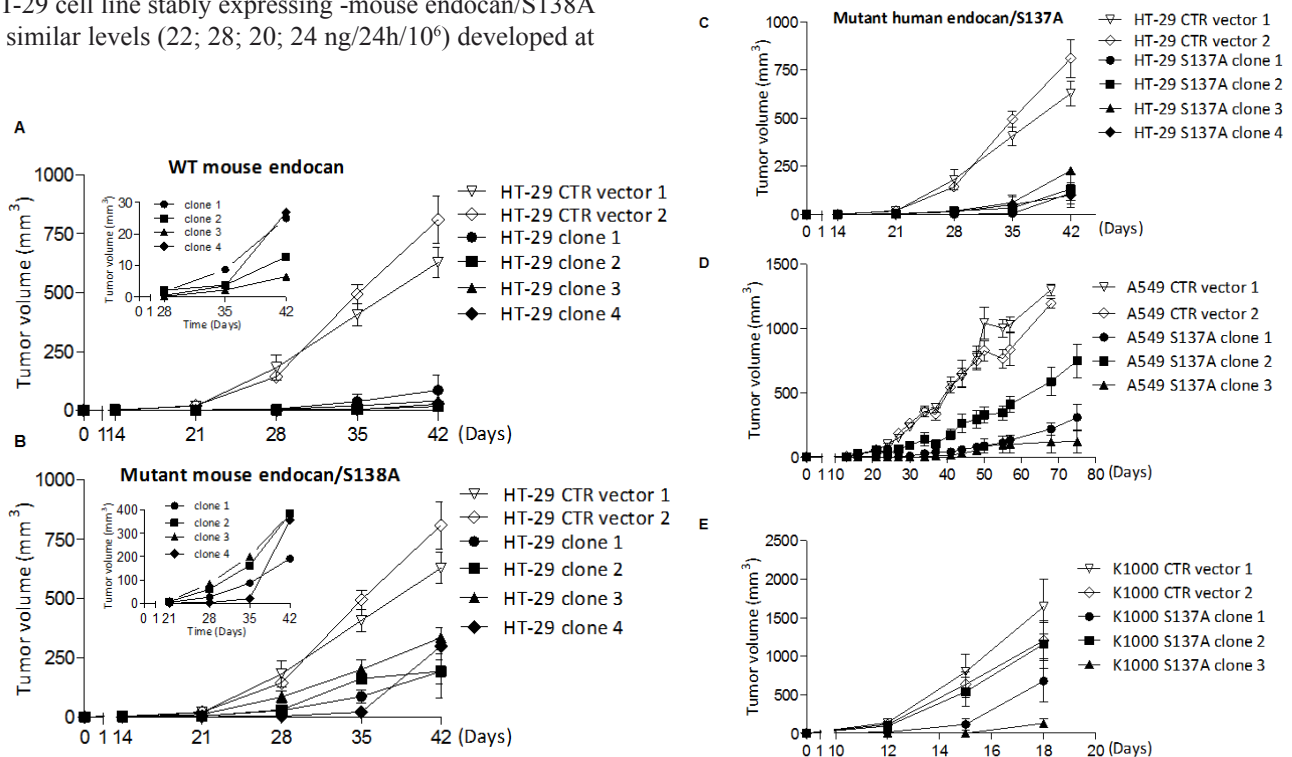 T-29 cell line stably expressing -mouse endocan/S138A
similar levels (22; 28; 20; 24 ng/24h/10⁶) developed at
A
WT mouse endocan
Tumor volume (mm³)
1000
750
500
250
0
0 1 14 21 28 35 42 (Days)
HT-29 CTR vector 1
HT-29 CTR vector 2
HT-29 clone 1
HT-29 clone 2
HT-29 clone 3
HT-29 clone 4
Tumor volume (mm³)
30
20
10
0
0 1 28 35 42
Time (Days)
clone 1
clone 2
clone 3
clone 4
B
Mutant mouse endocan/S138A
Tumor volume (mm³)
1000
750
500
250
0
0 1 14 21 28 35 42 (Days)
HT-29 CTR vector 1
HT-29 CTR vector 2
HT-29 clone 1
HT-29 clone 2
HT-29 clone 3
HT-29 clone 4
Tumor volume (mm³)
400
300
200
100
0
0 1 21 28 35 42
Time (Days)
clone 1
clone 2
clone 3
clone 4
C
Mutant human endocan/S137A
Tumor volume (mm³)
1000
750
500
250
0
0 1 14 21 28 35 42 (Days)
HT-29 CTR vector 1
HT-29 CTR vector 2
HT-29 S137A clone 1
HT-29 S137A clone 2
HT-29 S137A clone 3
HT-29 S137A clone 4
D
Tumor volume (mm³)
1500
1000
500
0
0 1 10 20 30 40 50 60 70 80 (Days)
A549 CTR vector 1
A549 CTR vector 2
A549 S137A clone 1
A549 S137A clone 2
A549 S137A clone 3
E
Tumor volume (mm³)
2500
2000
1500
1000
500
0
0 1 10 12 14 16 18 20 (Days)
K1000 CTR vector 1
K1000 CTR vector 2
K1000 S137A clone 1
K1000 S137A clone 2
K1000 S137A clone 3